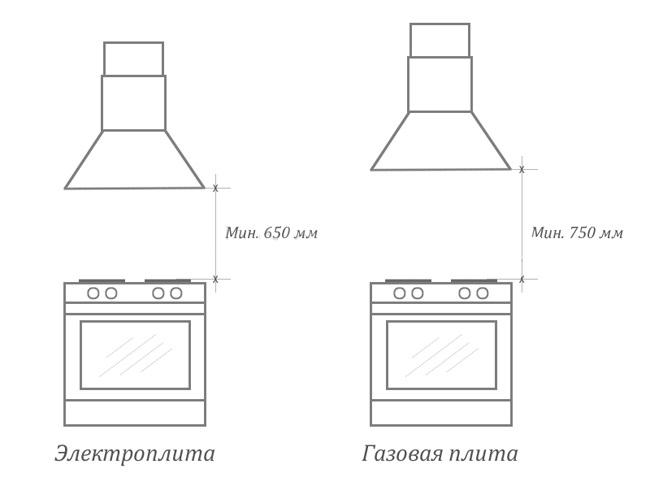 Мин. 650 мм
Мин. 750 мм
Электроплита
Газовая плита